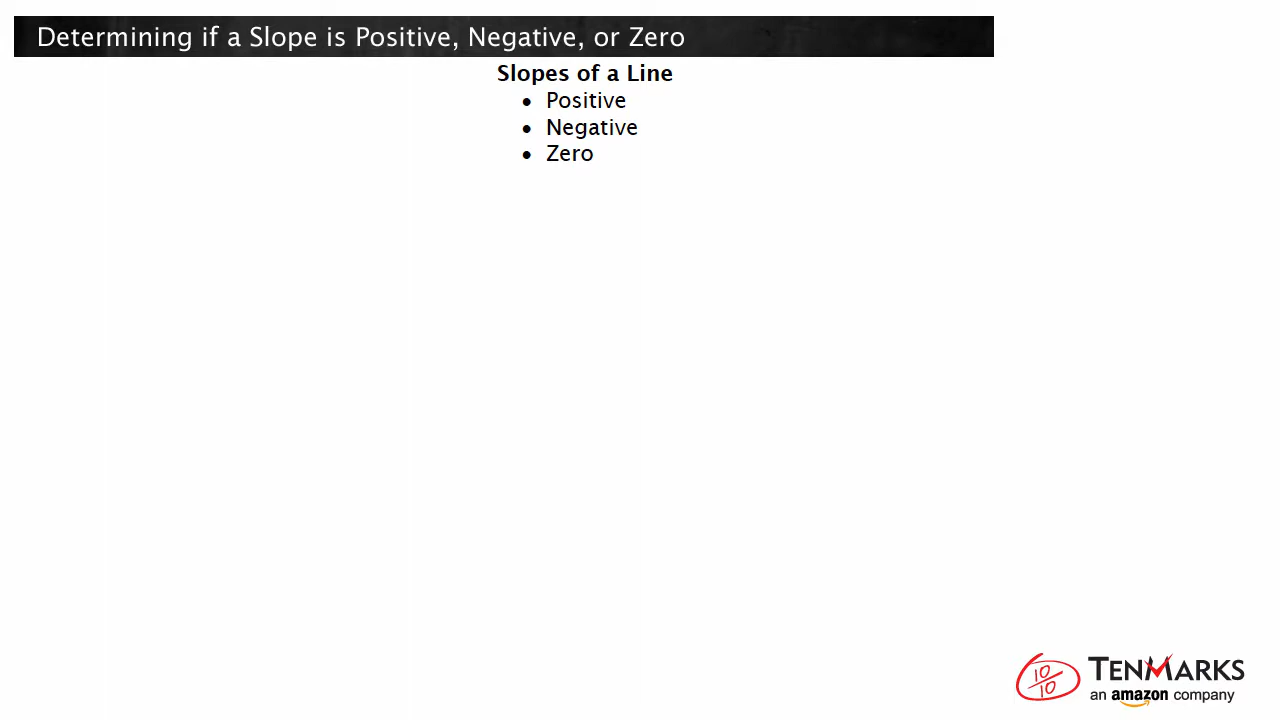 Determining if a Slope is Positive, Negative, or Zero
Slopes of a Line
• Positive
• Negative
• Zero
10/10
TENMARKS
an amazon company